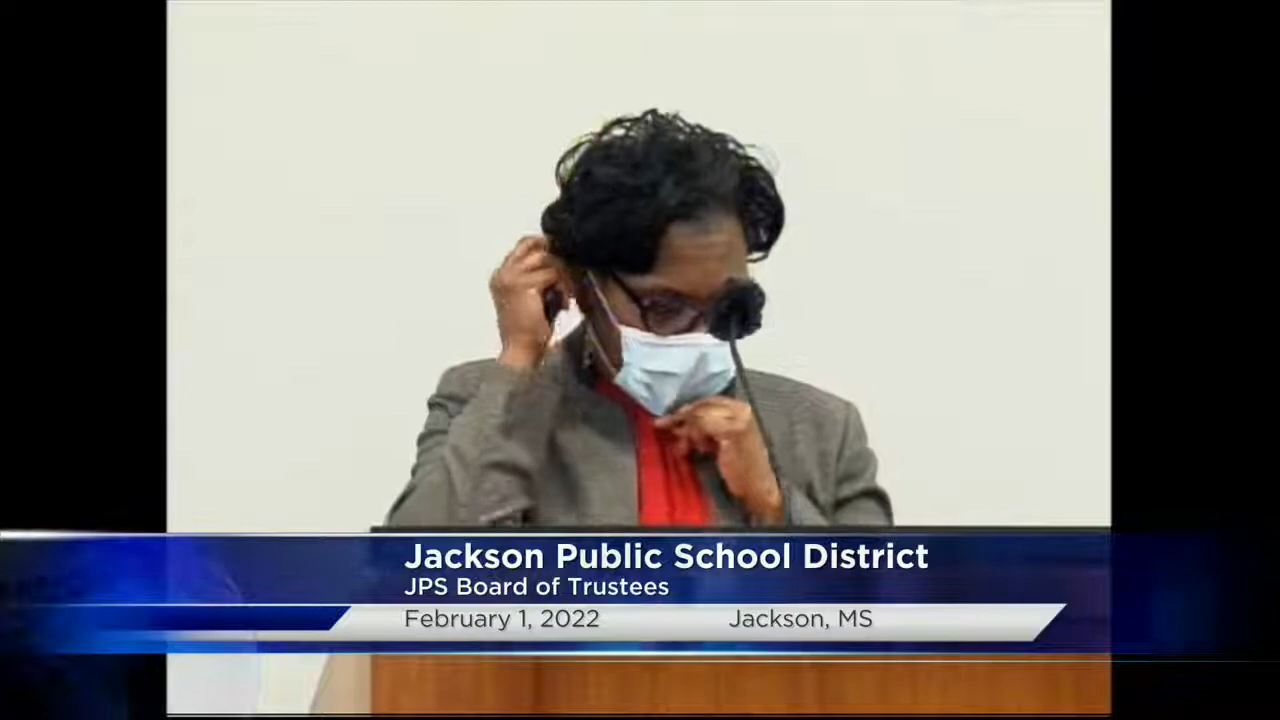 Jackson Public School District
JPS Board of Trustees
February 1, 2022 Jackson, MS